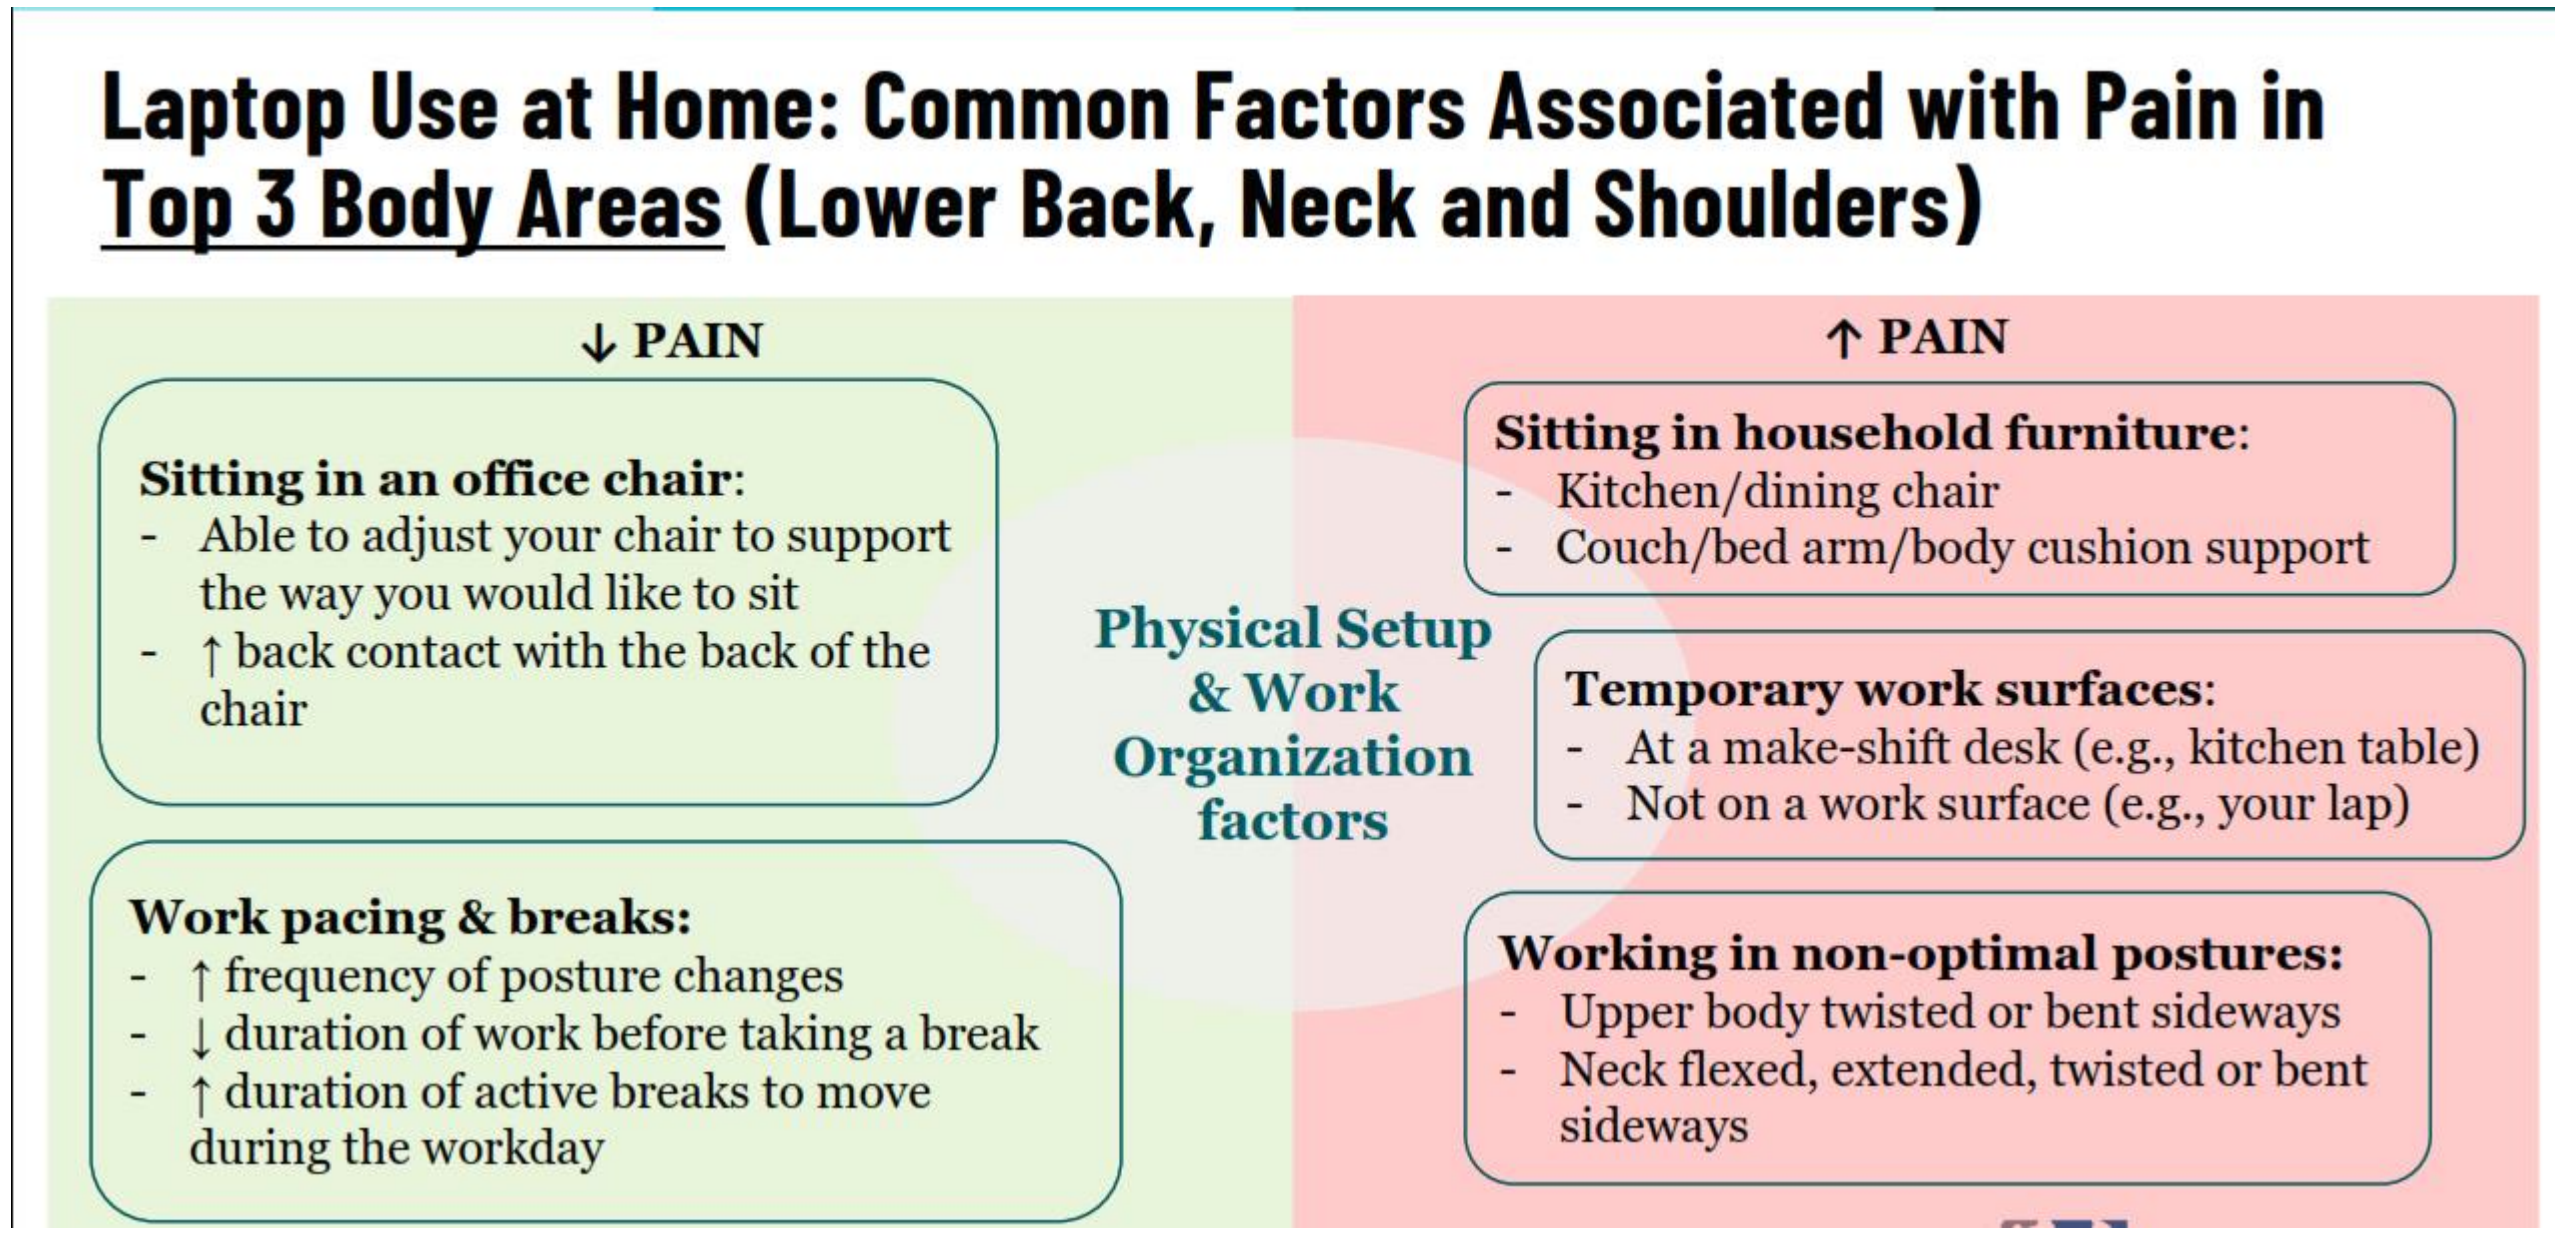 Laptop Use at Home: Common Factors Associated with Pain in
Top 3 Body Areas (Lower Back, Neck and Shoulders)
↓ PAIN
Sitting in an office chair:
- Able to adjust your chair to support
the way you would like to sit
- ↑ back contact with the back of the
chair
Work pacing & breaks:
- ↑ frequency of posture changes
- ↓ duration of work before taking a break
- ↑ duration of active breaks to move
during the workday
Physical Setup
& Work
Organization
factors
↑ PAIN
Sitting in household furniture:
- Kitchen/dining chair
- Couch/bed arm/body cushion support
Temporary work surfaces:
- At a make-shift desk (e.g., kitchen table)
- Not on a work surface (e.g., your lap)
Working in non-optimal postures:
- Upper body twisted or bent sideways
- Neck flexed, extended, twisted or bent
sideways